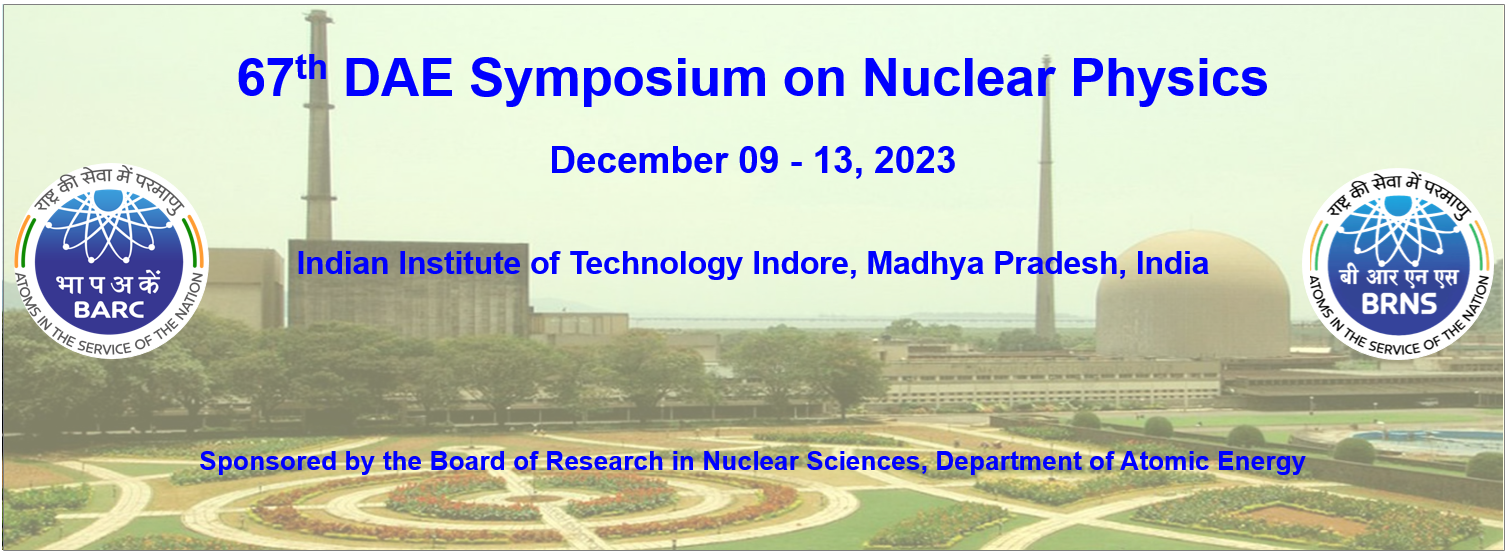 67th DAE Symposium on Nuclear Physics
December 09 - 13, 2023
राष्ट्र की सेवा में परमाणु
भा प अ कें
BARC
ATOMS IN THE SERVICE OF THE NATION
Indian Institute of Technology Indore, Madhya Pradesh, India
राष्ट्र की सेवा में परमाणु
बी आर एन एस
BRNS
ATOMS IN THE SERVICE OF THE NATION
Sponsored by the Board of Research in Nuclear Sciences, Department of Atomic Energy